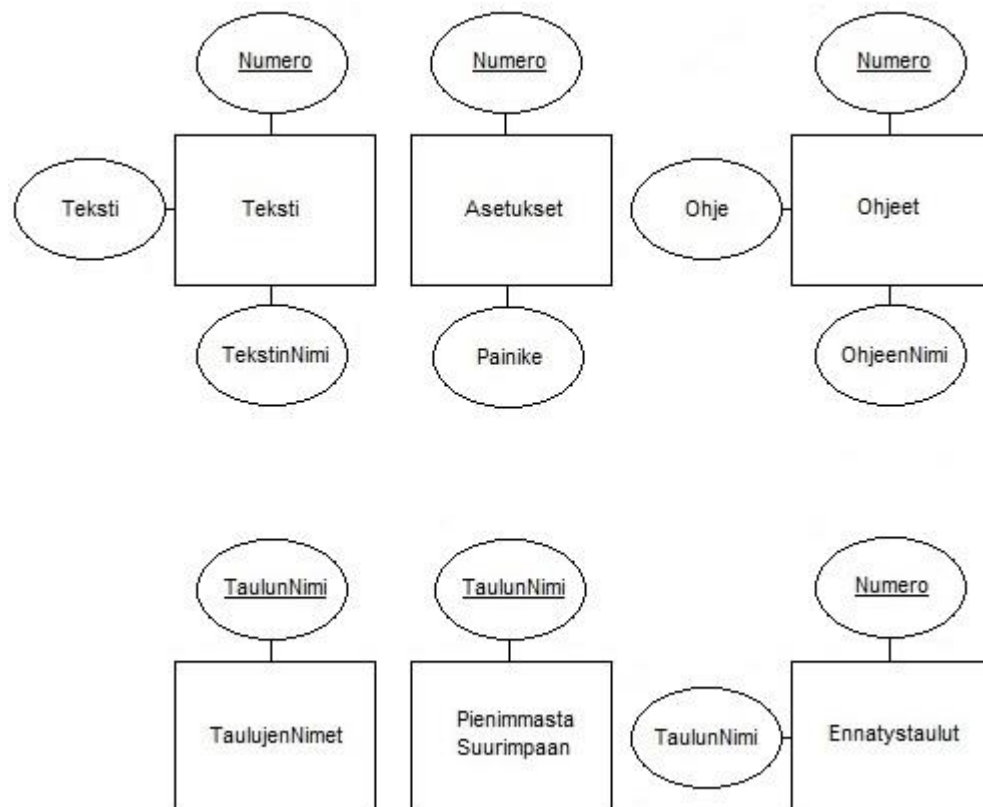 Numero
Numero
Numero
Teksti
Teksti
Asetukset
Ohje
Ohjeet
TekstinNimi
Painike
OhjeenNimi
TaulunNimi
TaulunNimi
Numero
TaulujenNimet
Pienimmasta
Suurimpaan
TaulunNimi
Ennatystaulut